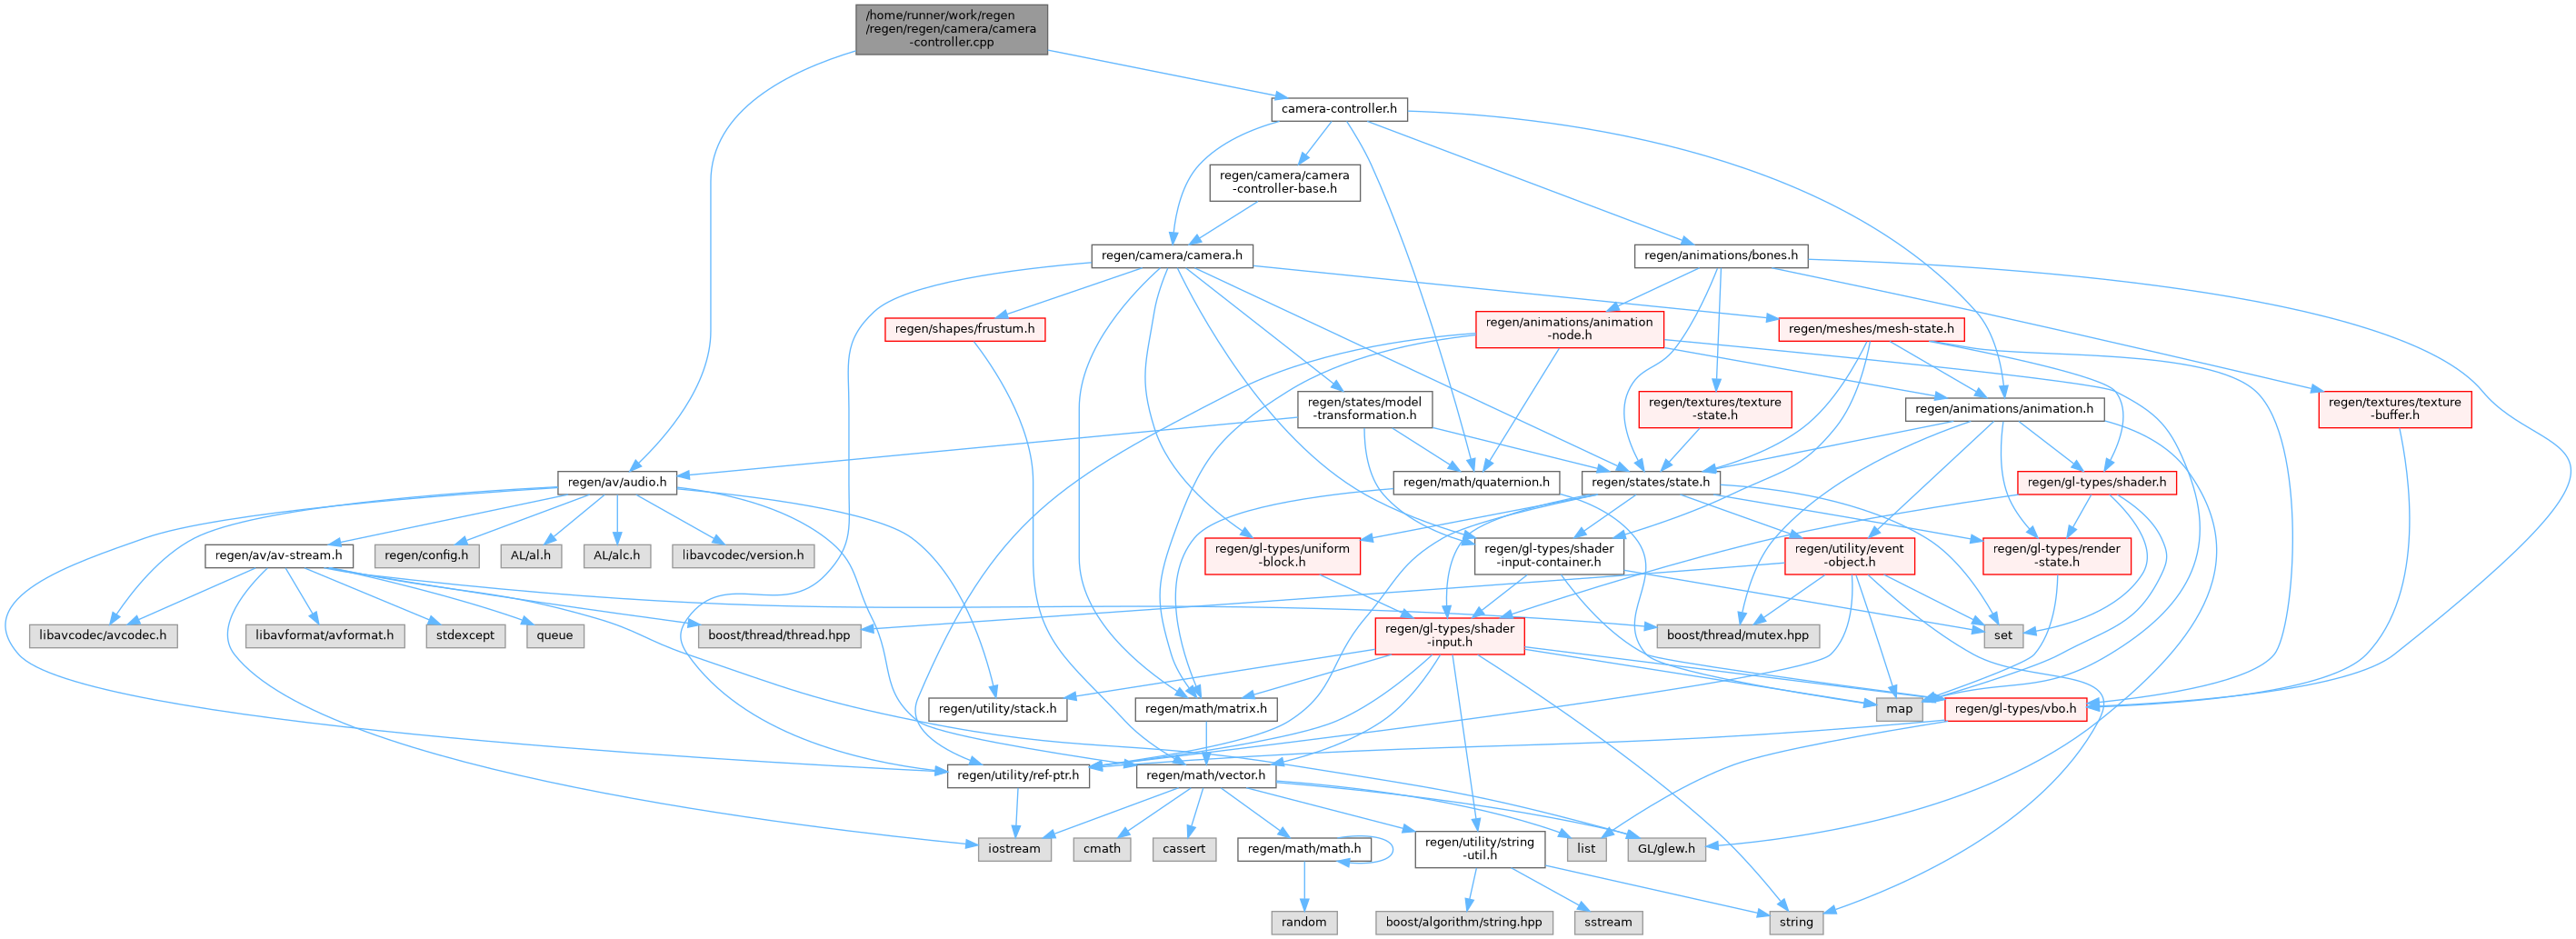 /home/runner/work/regen
/regen/regen/camera/camera
-controller.cpp
camera-controller.h
regen/camera/camera
-controller-base.h
regen/camera/camera.h
regen/animations/bones.h
regen/shapes/frustum.h
regen/animations/animation
-node.h
regen/meshes/mesh-state.h
regen/states/model
-transformation.h
regen/textures/texture
-state.h
regen/animations/animation.h
regen/textures/texture
-buffer.h
regen/av/audio.h
regen/math/quaternion.h
regen/states/state.h
regen/gl-types/shader.h
regen/av/av-stream.h
regen/config.h
AL/al.h
AL/alc.h
libavcodec/version.h
regen/gl-types/uniform
-block.h
regen/gl-types/shader
-input-container.h
regen/utility/event
-object.h
regen/gl-types/render
-state.h
libavcodec/avcodec.h
libavformat/avformat.h
stdexcept
queue
boost/thread/thread.hpp
regen/gl-types/shader
-input.h
boost/thread/mutex.hpp
set
regen/utility/stack.h
regen/math/matrix.h
map
regen/gl-types/vbo.h
regen/utility/ref-ptr.h
regen/math/vector.h
iostream
cmath
cassert
regen/math/math.h
regen/utility/string
-util.h
list
GL/glew.h
random
boost/algorithm/string.hpp
sstream
string